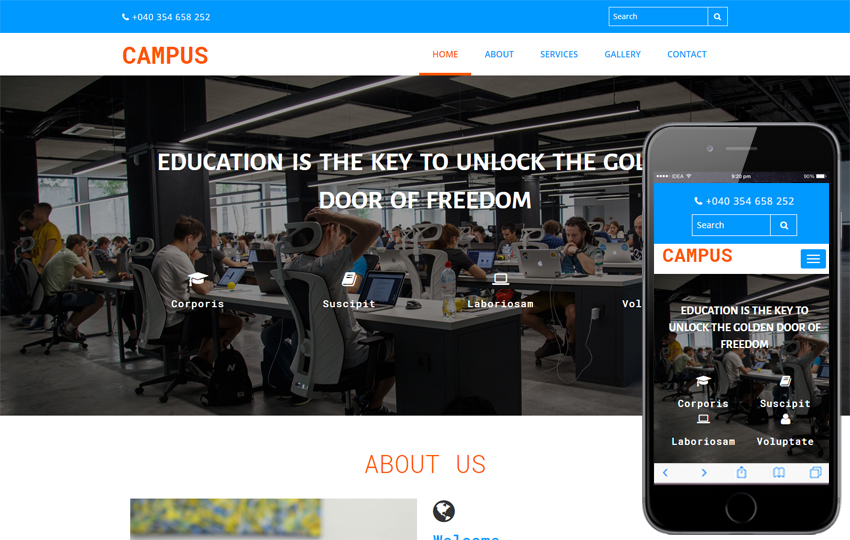 +040 354 658 252
Search
CAMPUS
HOME ABOUT SERVICES GALLERY CONTACT
EDUCATION IS THE KEY TO UNLOCK THE GOL
DOOR OF FREEDOM
Corporis Suscipit Laboriosam Vol
ABOUT US
Welcome
IDEA 9:20 pm 90%
+040 354 658 252
Search
CAMPUS
EDUCATION IS THE KEY TO
UNLOCK THE GOLDEN DOOR OF
FREEDOM
Corporis Suscipit
Laboriosam Voluptate